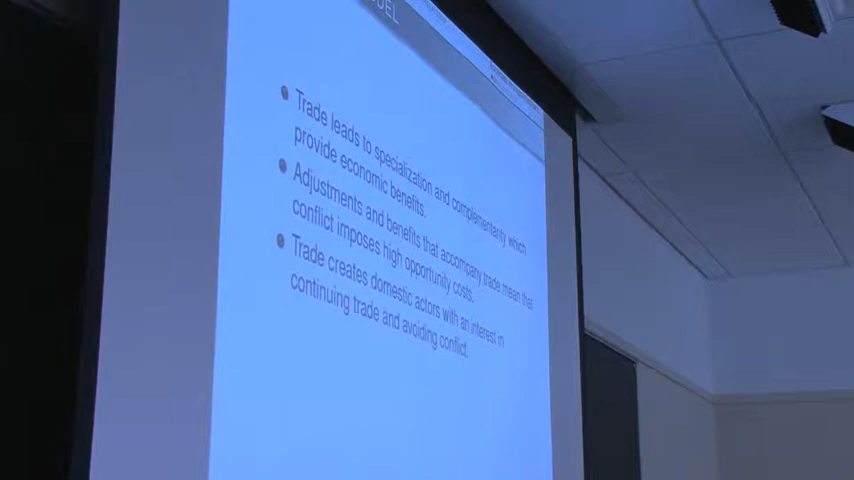 Trade leads to specialization and complementarity which
provide economic benefits.
Adjustments and benefits that accompany trade mean that
conflict imposes high opportunity costs.
Trade creates domestic actors with an interest in
continuing trade and avoiding conflict.